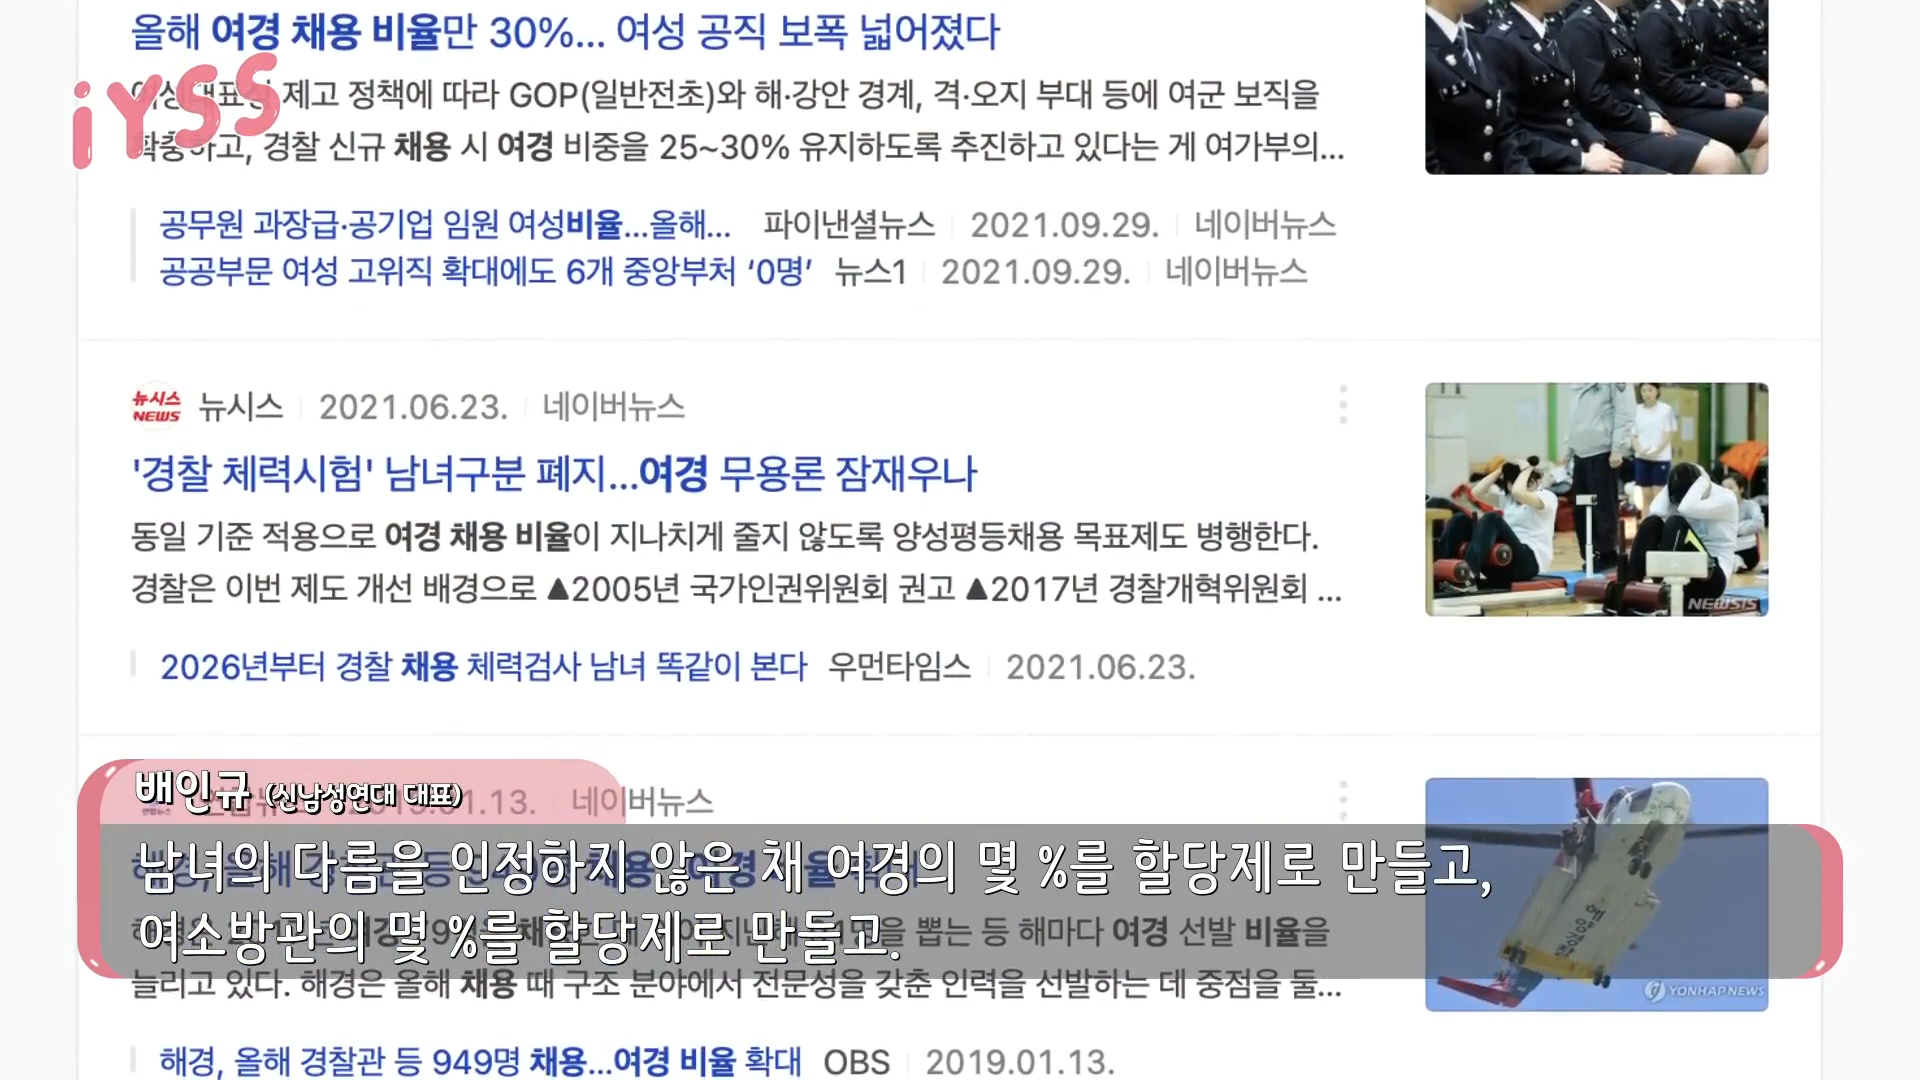 올해 여경 채용 비율만 30%... 여성 공직 보폭 넓어졌다
iYSS
제고 정책에 따라 GOP(일반전초)와 해·강안 경계, 격·오지 부대 등에 여군 보직을
확충하고, 경찰 신규 채용 시 여경 비중을 25~30% 유지하도록 추진하고 있다는 게 여가부의...
공무원 과장급·공기업 임원 여성비율...올해... 파이낸셜뉴스 2021.09.29. 네이버뉴스
공공부문 여성 고위직 확대에도 6개 중앙부처 ‘0명’ 뉴스1 2021.09.29. 네이버뉴스
뉴시스 NEWS 뉴시스 2021.06.23. 네이버뉴스
'경찰 체력시험' 남녀구분 폐지...여경 무용론 잠재우나
동일 기준 적용으로 여경 채용 비율이 지나치게 줄지 않도록 양성평등채용 목표제도 병행한다.
경찰은 이번 제도 개선 배경으로 ▲2005년 국가인권위원회 권고 ▲2017년 경찰개혁위원회 ...
NEWSIS
2026년부터 경찰 채용 체력검사 남녀 똑같이 본다 우먼타임스 2021.06.23.
배인규 (신남성연대 대표)
13. 네이버뉴스
남녀의 다름을 인정하지 않은 채 여경의 몇 %를 할당제로 만들고,
여소방관의 몇 %를 할당제로 만들고.
뽑는 등 해마다 여경 선발 비율을
늘리고 있다. 해경은 올해 채용 때 구조 분야에서 전문성을 갖춘 인력을 선발하는 데 중점을 둘...
YONHAPNEWS
해경, 올해 경찰관 등 949명 채용...여경 비율 확대 OBS 2019.01.13.